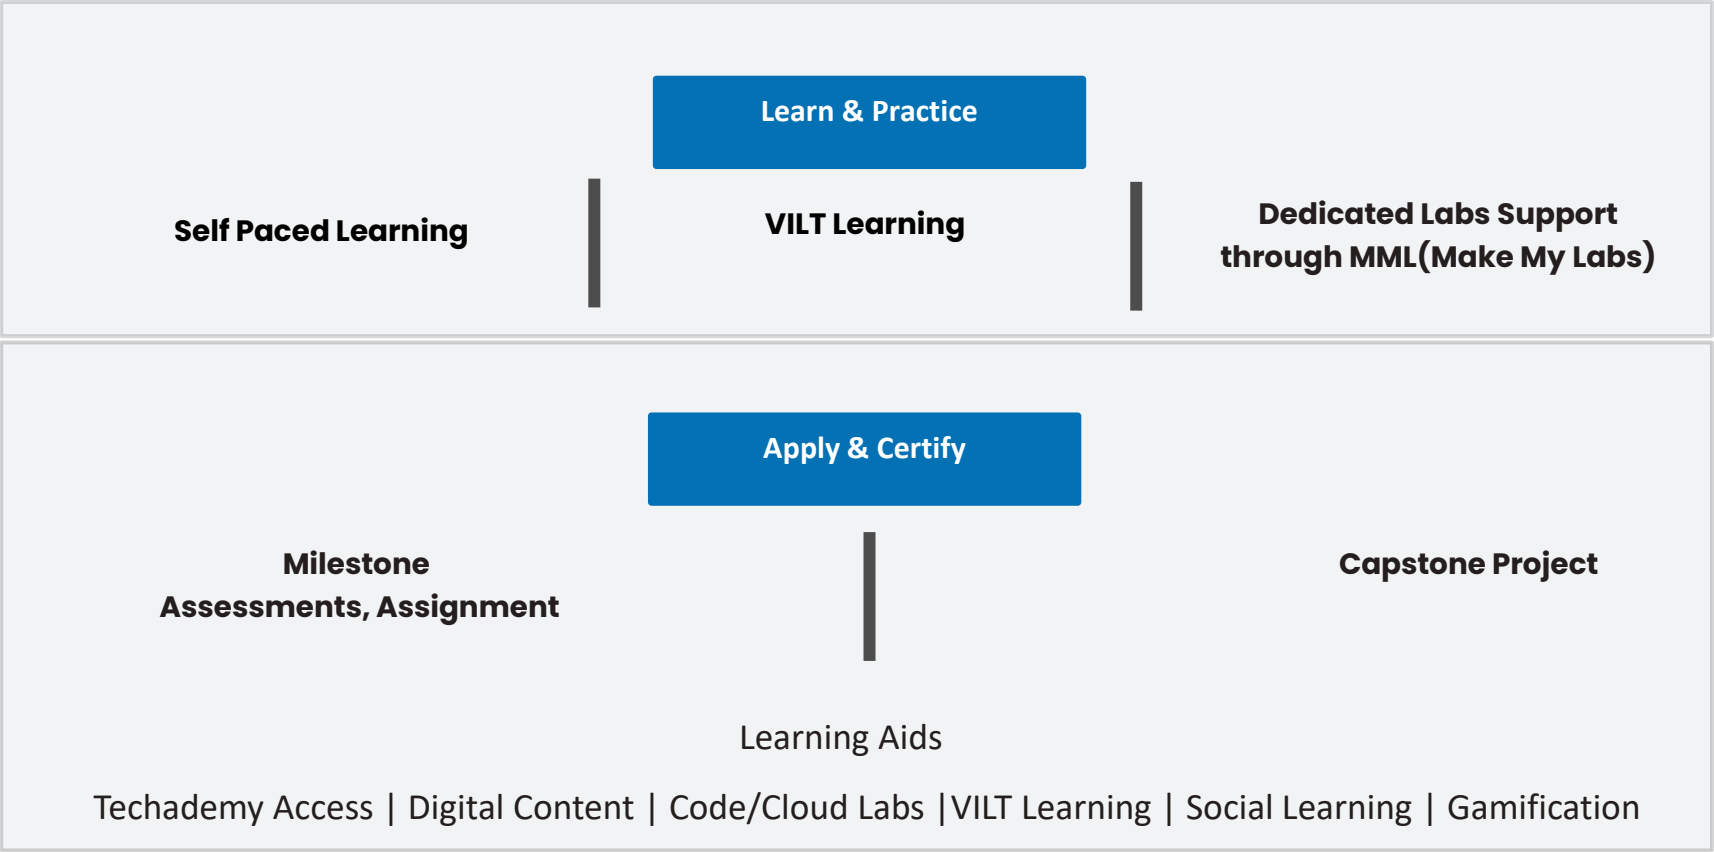 Learn & Practice
Self Paced Learning
VILT Learning
Dedicated Labs Support
through MML(Make My Labs)
Apply & Certify
Milestone
Assessments, Assignment
Capstone Project
Learning Aids
Techademy Access | Digital Content | Code/Cloud Labs |VILT Learning | Social Learning | Gamification